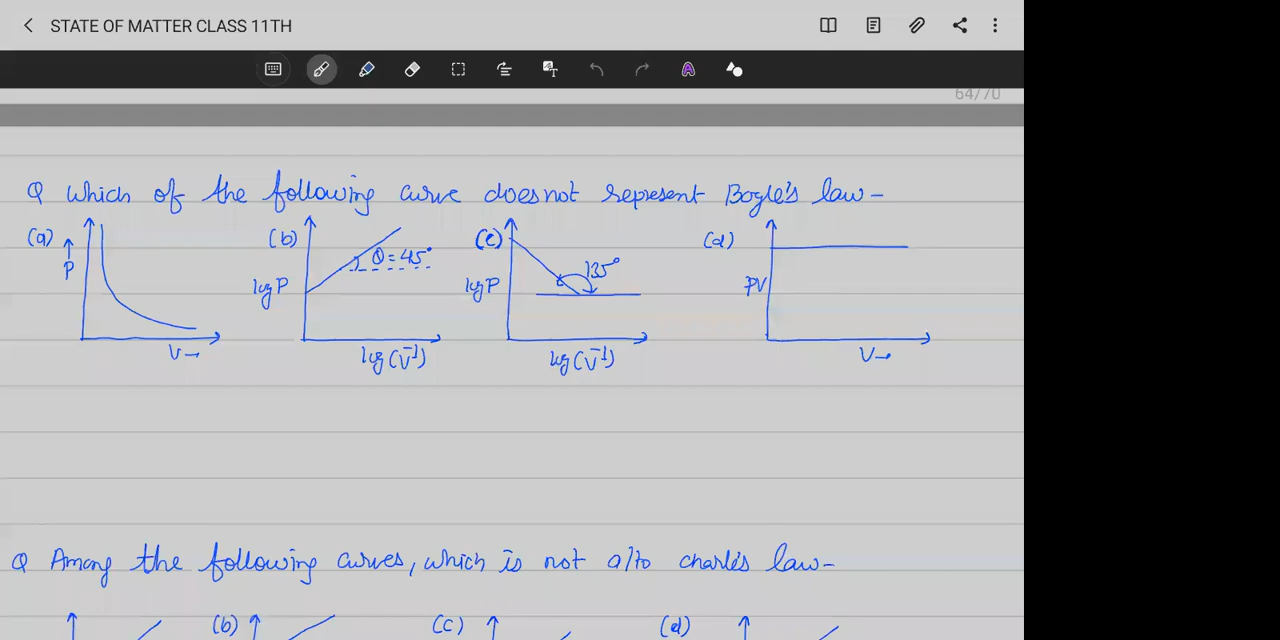 STATE OF MATTER CLASS 11TH
64/70
Q which of the following curve does not represent Boyle's law-
(a) P V→
(b) log P θ=45° log(V⁻¹)
(c) log P 135° log(V⁻¹)
(d) PV V→
Q Among the following curves, which is not a/to charle's law-
(b) (c) (d)